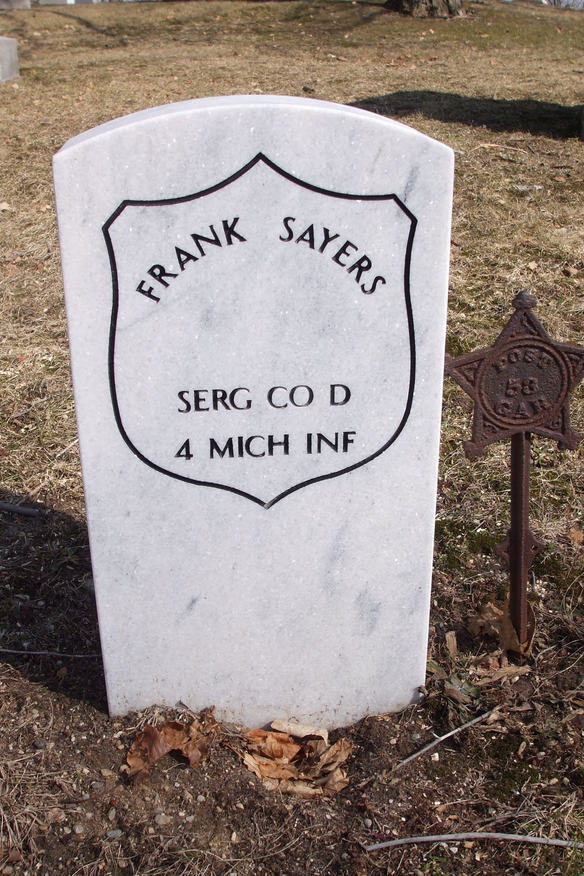 FRANK SAYERS
SERG CO D
4 MICH INF
POST
58
GAR